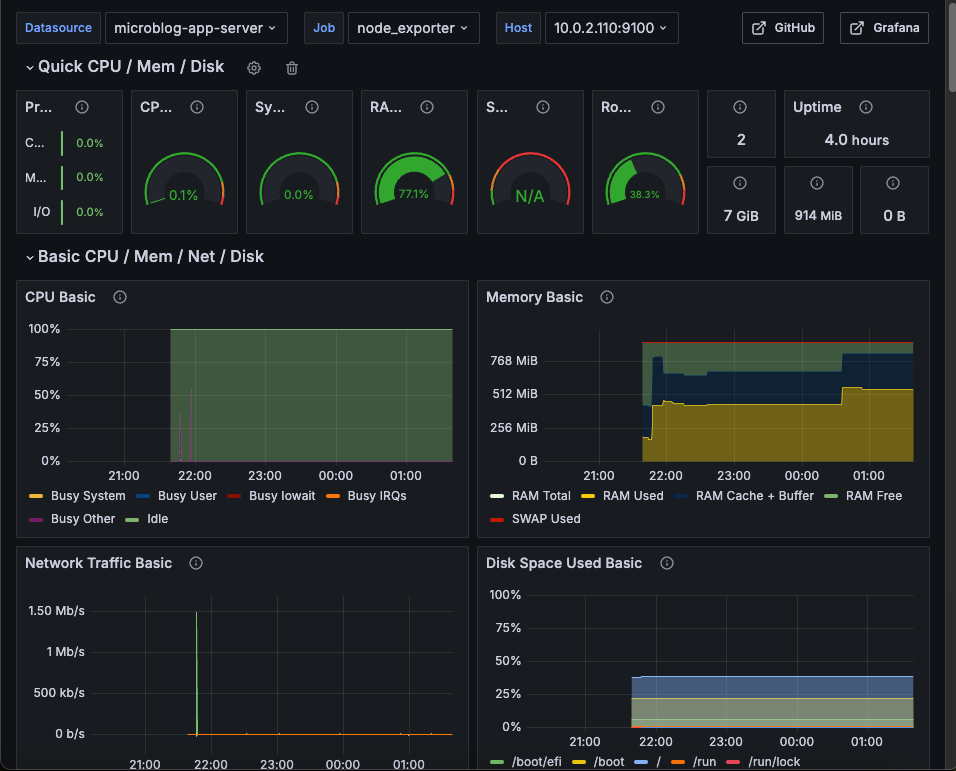 Datasource microblog-app-server Job node_exporter Host 10.0.2.110:9100 GitHub Grafana
Quick CPU / Mem / Disk
Pr... CP... Sy... RA... S... Ro... Uptime
C... 0.0%
M... 0.0%
I/O 0.0%
0.1%
0.0%
77.1%
N/A
38.3%
2
4.0 hours
7 GiB
914 MiB
0 B
Basic CPU / Mem / Net / Disk
CPU Basic
100%
75%
50%
25%
0%
21:00 22:00 23:00 00:00 01:00
Busy System Busy User Busy Iowait Busy IRQs
Busy Other Idle
Memory Basic
768 MiB
512 MiB
256 MiB
0 B
21:00 22:00 23:00 00:00 01:00
RAM Total RAM Used RAM Cache + Buffer RAM Free
SWAP Used
Network Traffic Basic
1.50 Mb/s
1 Mb/s
500 kb/s
0 b/s
21:00 22:00 23:00 00:00 01:00
Disk Space Used Basic
100%
75%
50%
25%
0%
21:00 22:00 23:00 00:00 01:00
/boot/efi /boot / /run /run/lock